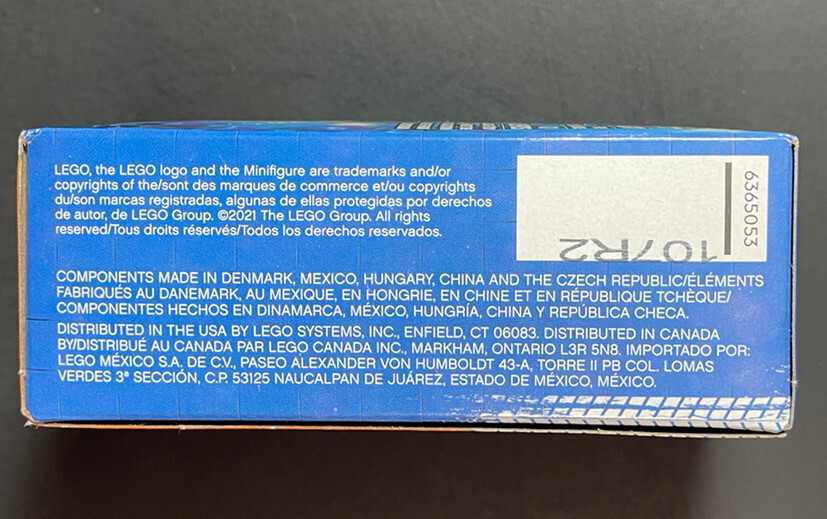 LEGO, the LEGO logo and the Minifigure are trademarks and/or
copyrights of the/sont des marques de commerce et/ou copyrights
du/son marcas registradas, algunas de ellas protegidas por derechos
de autor, de LEGO Group. ©2021 The LEGO Group. All rights
reserved/Tous droits réservés/Todos los derechos reservados.
6365053
107R2
COMPONENTS MADE IN DENMARK, MEXICO, HUNGARY, CHINA AND THE CZECH REPUBLIC/ÉLÉMENTS
FABRIQUÉS AU DANEMARK, AU MEXIQUE, EN HONGRIE, EN CHINE ET EN RÉPUBLIQUE TCHÈQUE/
COMPONENTES HECHOS EN DINAMARCA, MÉXICO, HUNGRÍA, CHINA Y REPÚBLICA CHECA.
DISTRIBUTED IN THE USA BY LEGO SYSTEMS, INC., ENFIELD, CT 06083. DISTRIBUTED IN CANADA
BY/DISTRIBUÉ AU CANADA PAR LEGO CANADA INC., MARKHAM, ONTARIO L3R 5N8. IMPORTADO POR:
LEGO MÉXICO S.A. DE C.V., PASEO ALEXANDER VON HUMBOLDT 43-A, TORRE II PB COL. LOMAS
VERDES 3ª SECCIÓN, C.P. 53125 NAUCALPAN DE JUÁREZ, ESTADO DE MÉXICO, MÉXICO.